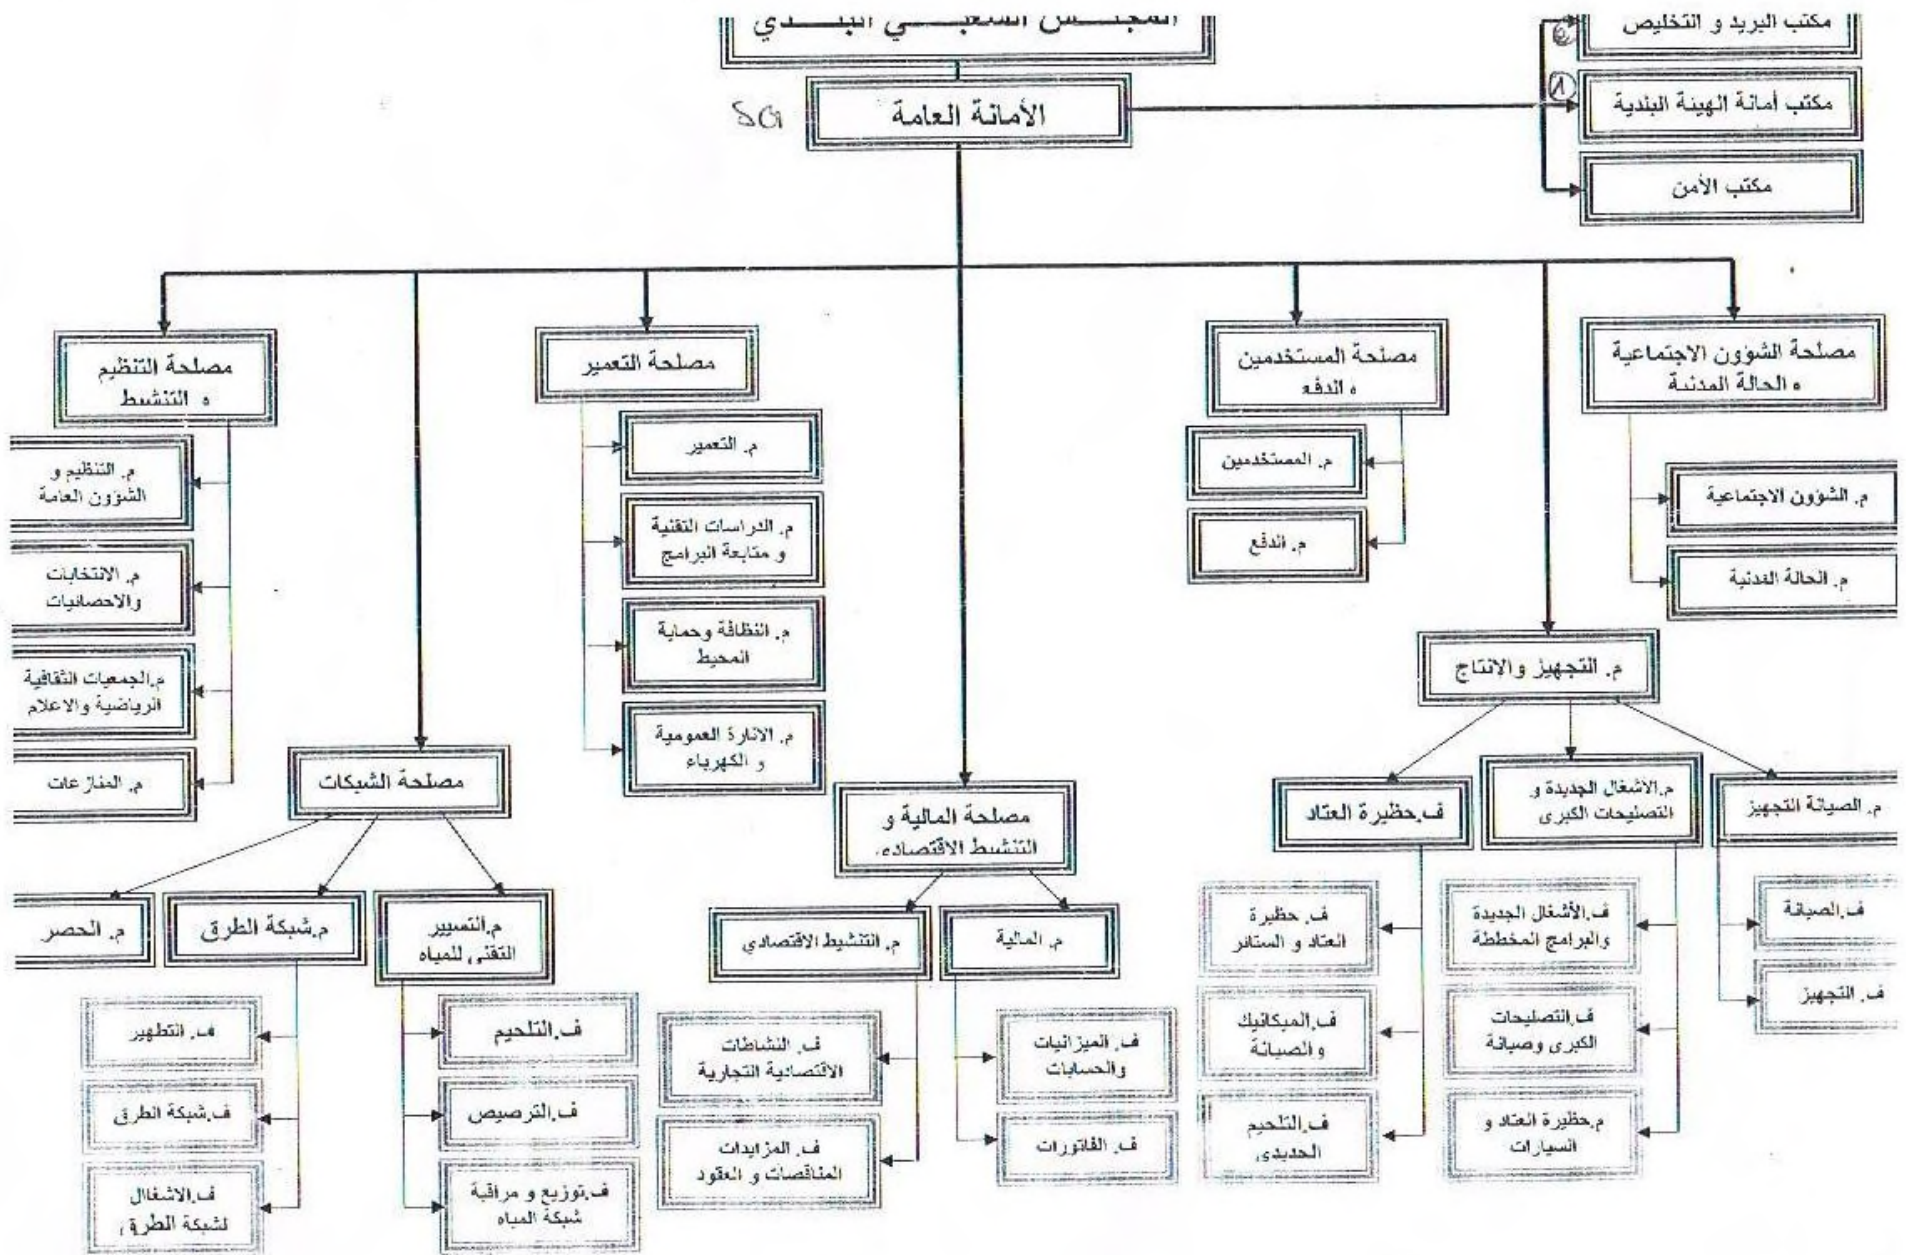 المجلس الشعبي البلدي
مكتب البريد و التخليص
الأمانة العامة
SG
1
مكتب أمانة الهيئة البلدية
مكتب الأمن
مصلحة التنظيم
و التنشيط
مصلحة التعمير
مصلحة المستخدمين
و الدفع
مصلحة الشؤون الاجتماعية
و الحالة المدنية
م. التنظيم و
الشؤون العامة
م. الانتخابات
والاحصائيات
م.الجمعيات الثقافية
الرياضية والاعلام
م. المنازعات
م. التعمير
م. الدراسات التقنية
و متابعة البرامج
م. النظافة وحماية
المحيط
م. الانارة العمومية
و الكهرباء
م. المستخدمين
م. الدفع
م. الشؤون الاجتماعية
م. الحالة المدنية
م. التجهيز والانتاج
مصلحة الشبكات
مصلحة المالية و
التنشيط الاقتصادي
ف.حظيرة العتاد
م.الاشغال الجديدة و
التصليحات الكبرى
م. الصيانة التجهيز
م. الحصر
م.شبكة الطرق
م.التسيير
التقني للمياه
م. التنشيط الاقتصادي
م. المالية
ف. حظيرة
العتاد و الستائر
ف.الأشغال الجديدة
والبرامج المخططة
ف.الصيانة
ف. التطهير
ف.شبكة الطرق
ف.الاشغال
لشبكة الطرق
ف.التلحيم
ف.الترصيص
ف.توزيع و مراقبة
شبكة المياه
ف. النشاطات
الاقتصادية التجارية
ف. المزايدات
المناقصات و العقود
ف. الميزانيات
والحسابات
ف. الفاتورات
ف.الميكانيك
و الصيانة
ف.التلحيم
الحديدي
ف.التصليحات
الكبرى وصيانة
م.حظيرة العتاد و
السيارات
ف. التجهيز